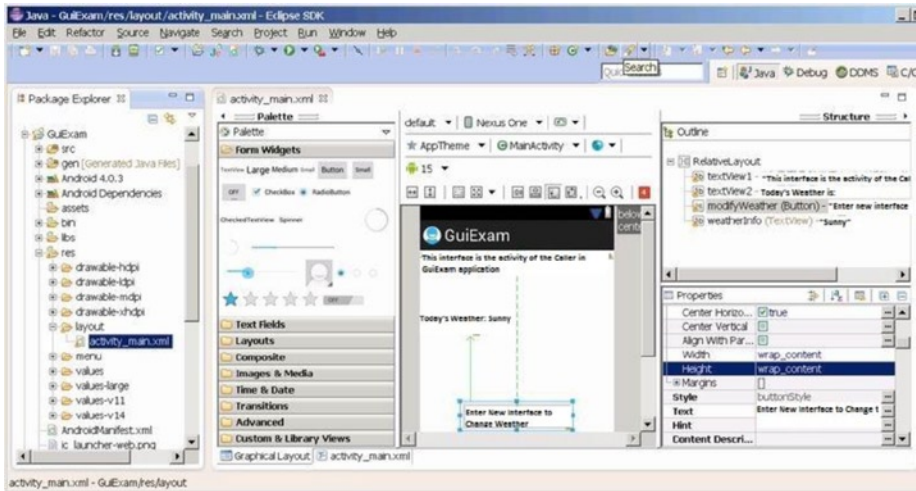 Java - GuiExam/res/layout/activity_main.xml - Eclipse SDK
File Edit Refactor Source Navigate Search Project Run Window Help
Search
Java Debug DDMS C/C
Package Explorer
GuiExam
src
gen [Generated Java Files]
Android 4.0.3
Android Dependencies
assets
bin
libs
res
drawable-hdpi
drawable-ldpi
drawable-mdpi
drawable-xhdpi
layout
activity_main.xml
menu
values
values-large
values-v11
values-v14
AndroidManifest.xml
ic_launcher-web.png
activity_main.xml
Palette
Palette
Form Widgets
TextView Large Medium Small Button Small
OFF CheckBox RadioButton
CheckedTextView Spinner
OFF
Text Fields
Layouts
Composite
Images & Media
Time & Date
Transitions
Advanced
Custom & Library Views
Graphical Layout activity_main.xml
default Nexus One
AppTheme MainActivity
15
GuiExam
This interface is the activity of the Caller in
GuiExam application
Today's Weather: Sunny
Enter New Interface to
Change Weather
Structure
Outline
RelativeLayout
textView1 - "This interface is the activity of the Cal
textView2 - Today's Weather is:
modifyWeather (Button) - "Enter new interface
weatherInfo (TextView) - "Sunny"
Properties
Center Horizo... true
Center Vertical
Align With Par...
Width wrap_content
Height wrap_content
Margins []
Style buttonStyle
Text Enter New Interface to Change t
Hint
Content Descri...
activity_main.xml - GuiExam/res/layout